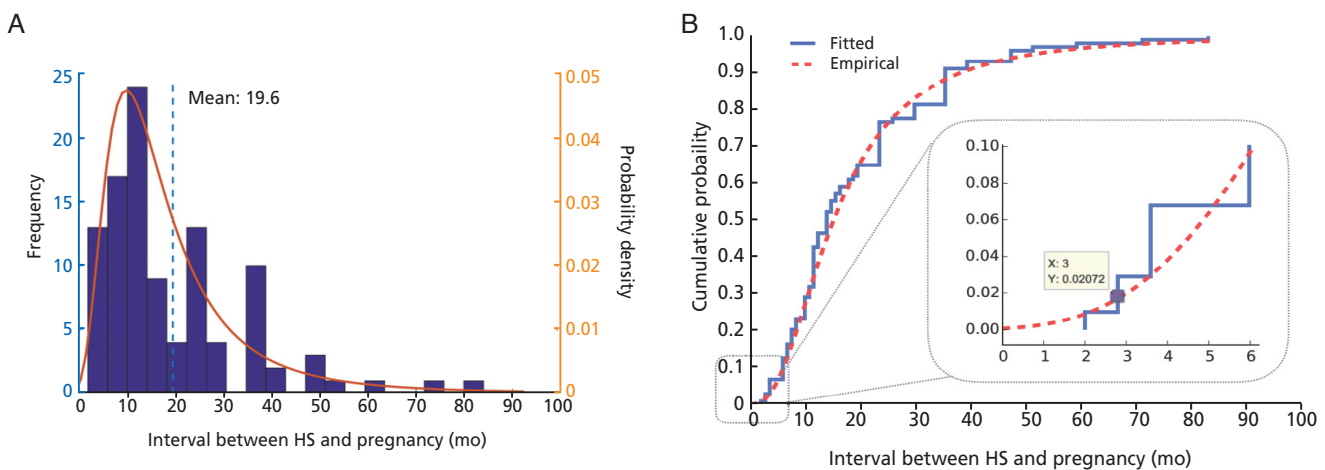 A
25
20
15
10
5
0
Frequency
Mean: 19.6
0.05
0.04
0.03
0.02
0.01
0
Probability density
0 10 20 30 40 50 60 70 80 90 100
Interval between HS and pregnancy (mo)
B
1.0
0.9
0.8
0.7
0.6
0.5
0.4
0.3
0.2
0.1
0
Cumulative probaility
Fitted
Empirical
0.10
0.08
0.06
0.04
0.02
0.00
X: 3
Y: 0.02072
0 1 2 3 4 5 6
0 10 20 30 40 50 60 70 80 90 100
Interval between HS and pregnancy (mo)